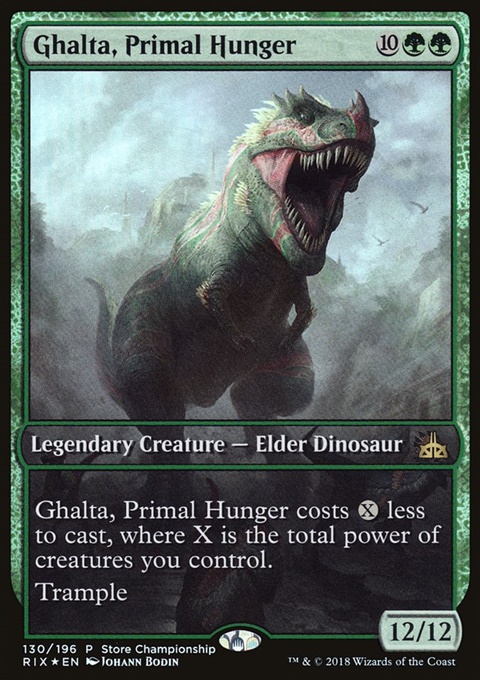 Ghalta, Primal Hunger 10
Legendary Creature — Elder Dinosaur
Ghalta, Primal Hunger costs X less
to cast, where X is the total power of
creatures you control.
Trample
12/12
130/196 P Store Championship
RIX★EN Johann Bodin
™ & © 2018 Wizards of the Coast